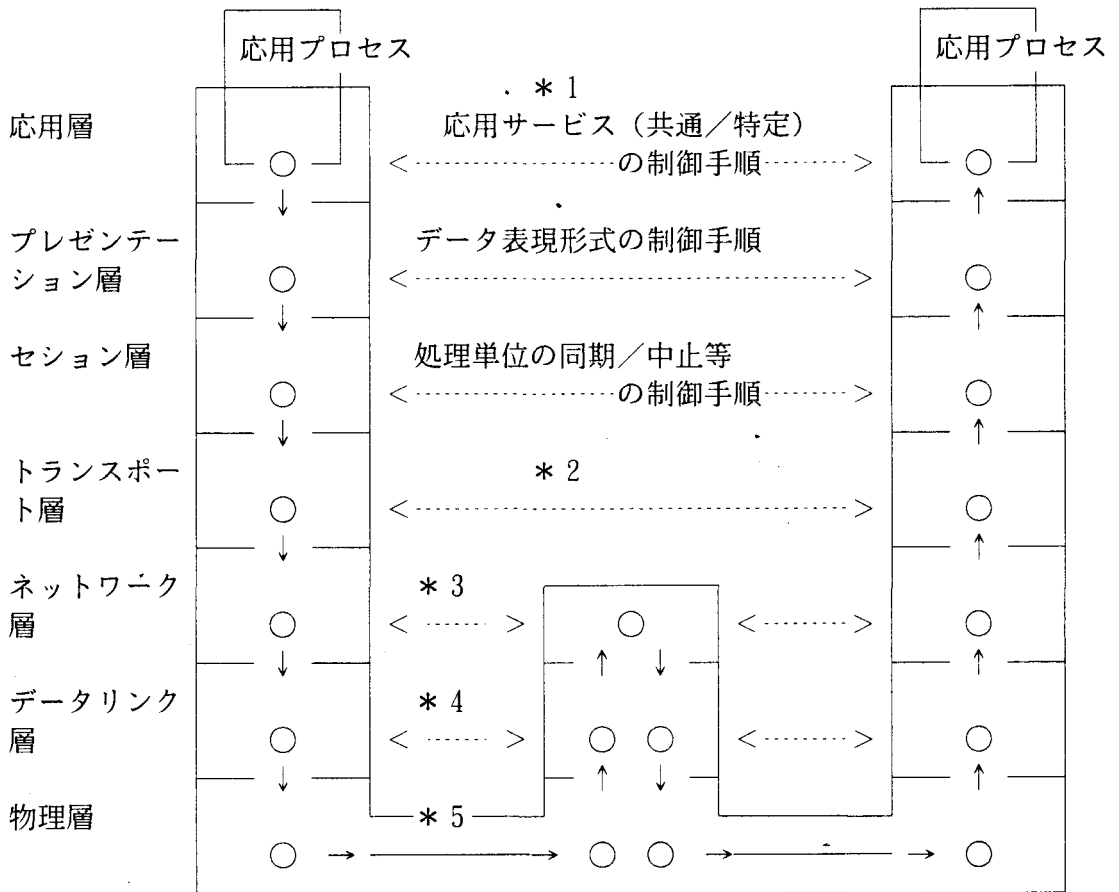 応用プロセス
応用プロセス
応用層
*1
応用サービス（共通／特定）
の制御手順
プレゼンテー
ション層
データ表現形式の制御手順
セション層
処理単位の同期／中止等
の制御手順
トランスポー
ト層
*2
ネットワーク
層
*3
データリンク
層
*4
物理層
*5